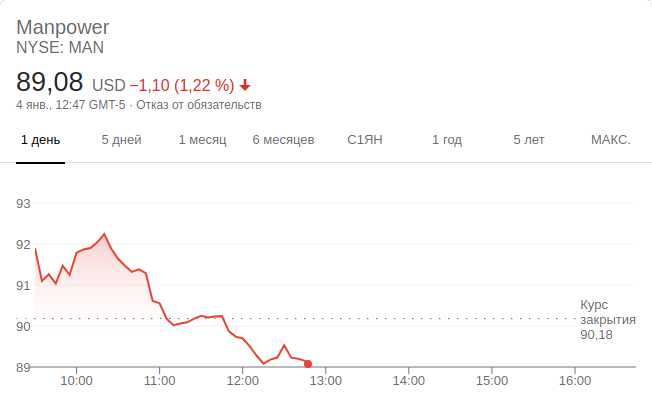 Manpower
NYSE: MAN
89,08 USD −1,10 (1,22 %)
4 янв., 12:47 GMT-5 · Отказ от обязательств
1 день 5 дней 1 месяц 6 месяцев С1ЯН 1 год 5 лет МАКС.
93
92
91
90
89
Курс
закрытия
90,18
10:00 11:00 12:00 13:00 14:00 15:00 16:00